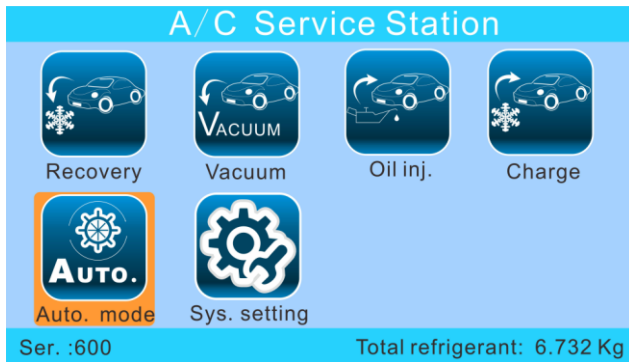 A/C Service Station
VACUUM
Recovery Vacuum Oil inj. Charge
AUTO.
Auto. mode Sys. setting
Ser. :600 Total refrigerant: 6.732 Kg